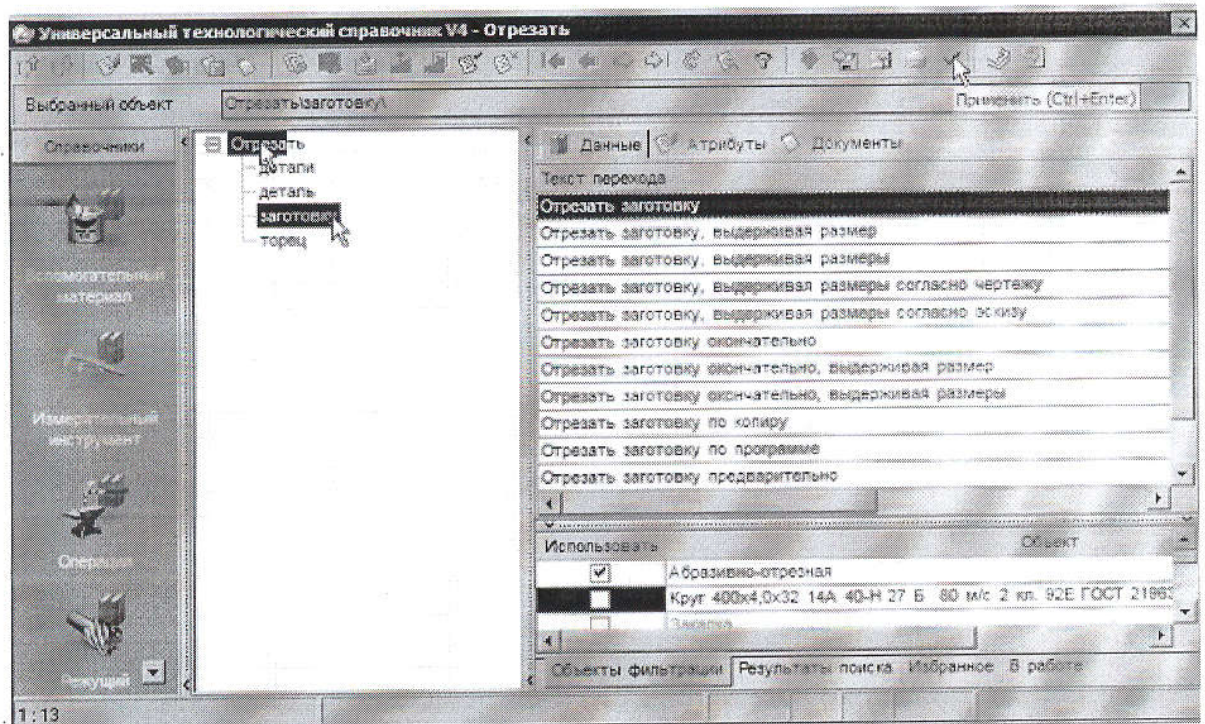 Универсальный технологический справочник V4 - Отрезать
Выбранный объект
Отрезать\заготовку\
Применить (Ctrl+Enter)
Справочники
материал
Измерительный
инструмент
Операция
Режущий
Отрезать
детали
деталь
заготовку
торец
Данные Атрибуты Документы
Текст перехода
Отрезать заготовку
Отрезать заготовку, выдерживая размер
Отрезать заготовку, выдерживая размеры
Отрезать заготовку, выдерживая размеры согласно чертежу
Отрезать заготовку, выдерживая размеры согласно эскизу
Отрезать заготовку окончательно
Отрезать заготовку окончательно, выдерживая размер
Отрезать заготовку окончательно, выдерживая размеры
Отрезать заготовку по копиру
Отрезать заготовку по программе
Отрезать заготовку предварительно
Использовать Объект
Абразивно-отрезная
Круг 400x4,0x32 14А 40-Н 27 Б 80 м/с 2 кл. 92Е ГОСТ 21963
Закалка
Объекты фильтрации Результаты поиска Избранное В работе
1:13